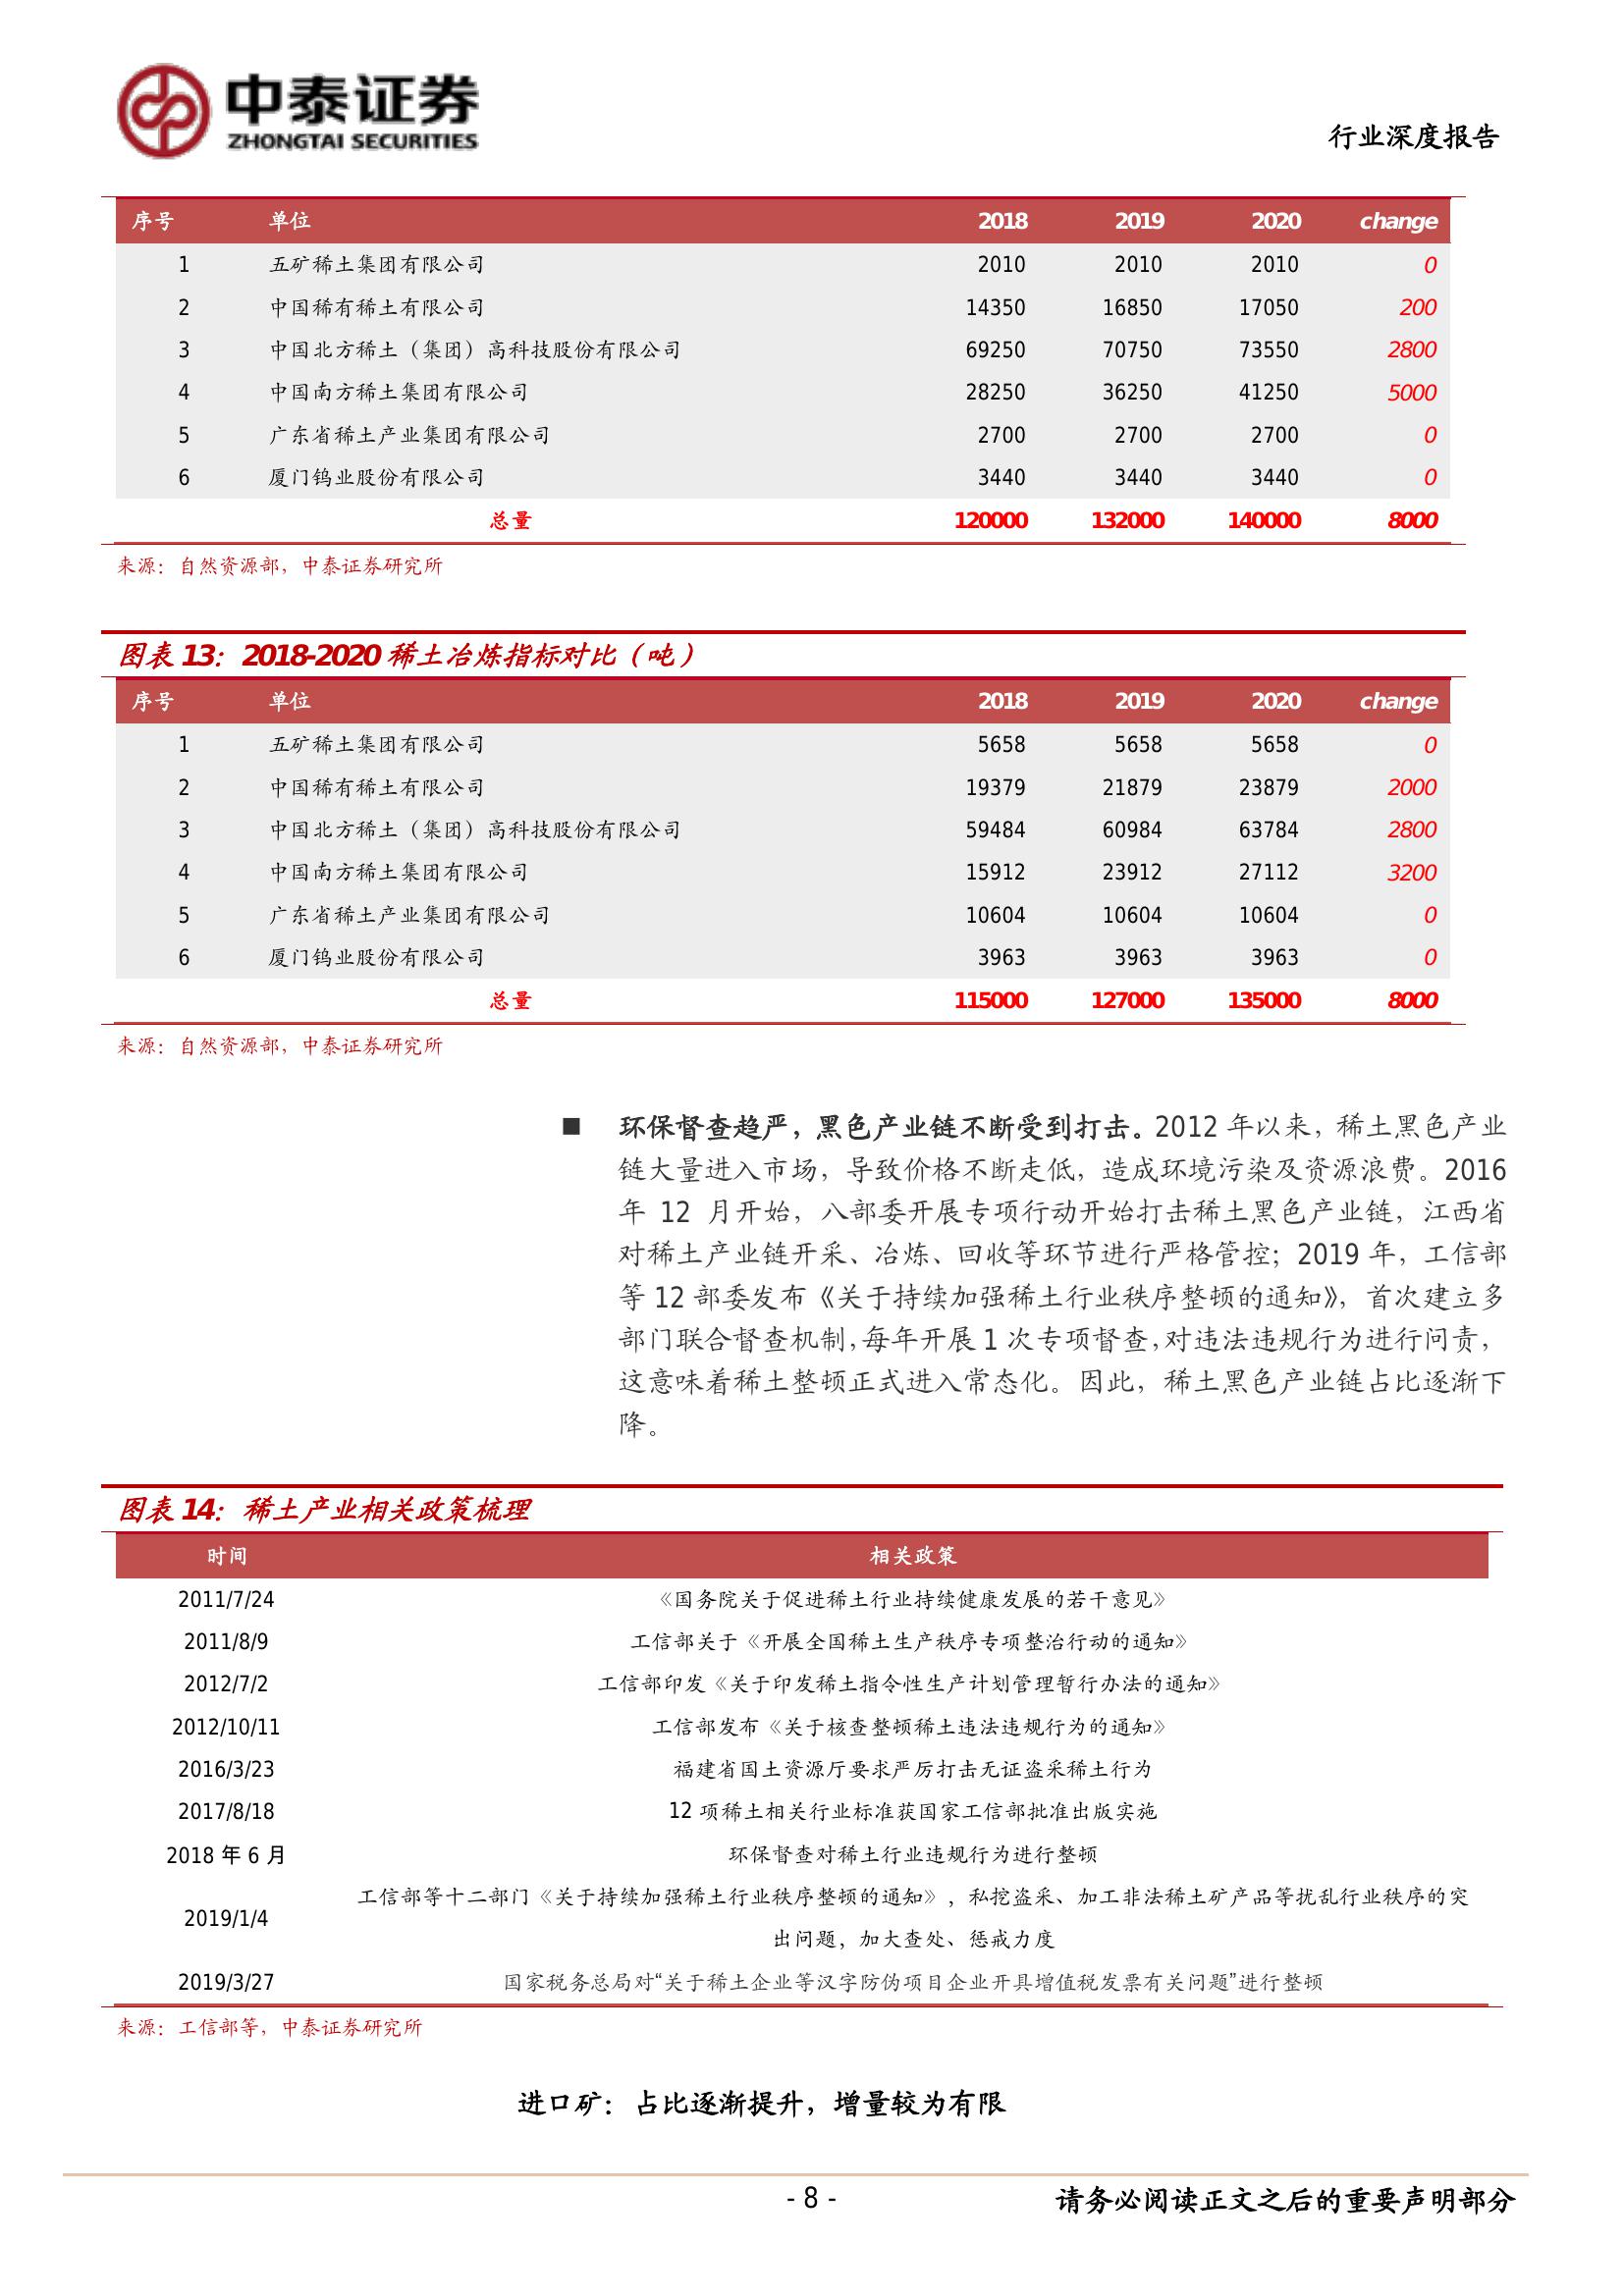 中泰证券
ZHONGTAI SECURITIES
行业深度报告
序号 单位 2018 2019 2020 change
1 五矿稀土集团有限公司 2010 2010 2010 0
2 中国稀有稀土有限公司 14350 16850 17050 200
3 中国北方稀土（集团）高科技股份有限公司 69250 70750 73550 2800
4 中国南方稀土集团有限公司 28250 36250 41250 5000
5 广东省稀土产业集团有限公司 2700 2700 2700 0
6 厦门钨业股份有限公司 3440 3440 3440 0
总量 120000 132000 140000 8000
来源：自然资源部，中泰证券研究所
图表 13：2018-2020 稀土冶炼指标对比（吨）
序号 单位 2018 2019 2020 change
1 五矿稀土集团有限公司 5658 5658 5658 0
2 中国稀有稀土有限公司 19379 21879 23879 2000
3 中国北方稀土（集团）高科技股份有限公司 59484 60984 63784 2800
4 中国南方稀土集团有限公司 15912 23912 27112 3200
5 广东省稀土产业集团有限公司 10604 10604 10604 0
6 厦门钨业股份有限公司 3963 3963 3963 0
总量 115000 127000 135000 8000
来源：自然资源部，中泰证券研究所
■ 环保督查趋严，黑色产业链不断受到打击。2012 年以来，稀土黑色产业
链大量进入市场，导致价格不断走低，造成环境污染及资源浪费。2016
年 12 月开始，八部委开展专项行动开始打击稀土黑色产业链，江西省
对稀土产业链开采、冶炼、回收等环节进行严格管控；2019 年，工信部
等 12 部委发布《关于持续加强稀土行业秩序整顿的通知》，首次建立多
部门联合督查机制，每年开展 1 次专项督查，对违法违规行为进行问责，
这意味着稀土整顿正式进入常态化。因此，稀土黑色产业链占比逐渐下
降。
图表 14：稀土产业相关政策梳理
时间 相关政策
2011/7/24 《国务院关于促进稀土行业持续健康发展的若干意见》
2011/8/9 工信部关于《开展全国稀土生产秩序专项整治行动的通知》
2012/7/2 工信部印发《关于印发稀土指令性生产计划管理暂行办法的通知》
2012/10/11 工信部发布《关于核查整顿稀土违法违规行为的通知》
2016/3/23 福建省国土资源厅要求严厉打击无证盗采稀土行为
2017/8/18 12 项稀土相关行业标准获国家工信部批准出版实施
2018 年 6 月 环保督查对稀土行业违规行为进行整顿
2019/1/4 工信部等十二部门《关于持续加强稀土行业秩序整顿的通知》，私挖盗采、加工非法稀土矿产品等扰乱行业秩序的突
出问题，加大查处、惩戒力度
2019/3/27 国家税务总局对“关于稀土企业等汉字防伪项目企业开具增值税发票有关问题”进行整顿
来源：工信部等，中泰证券研究所
进口矿：占比逐渐提升，增量较为有限
- 8 -
请务必阅读正文之后的重要声明部分